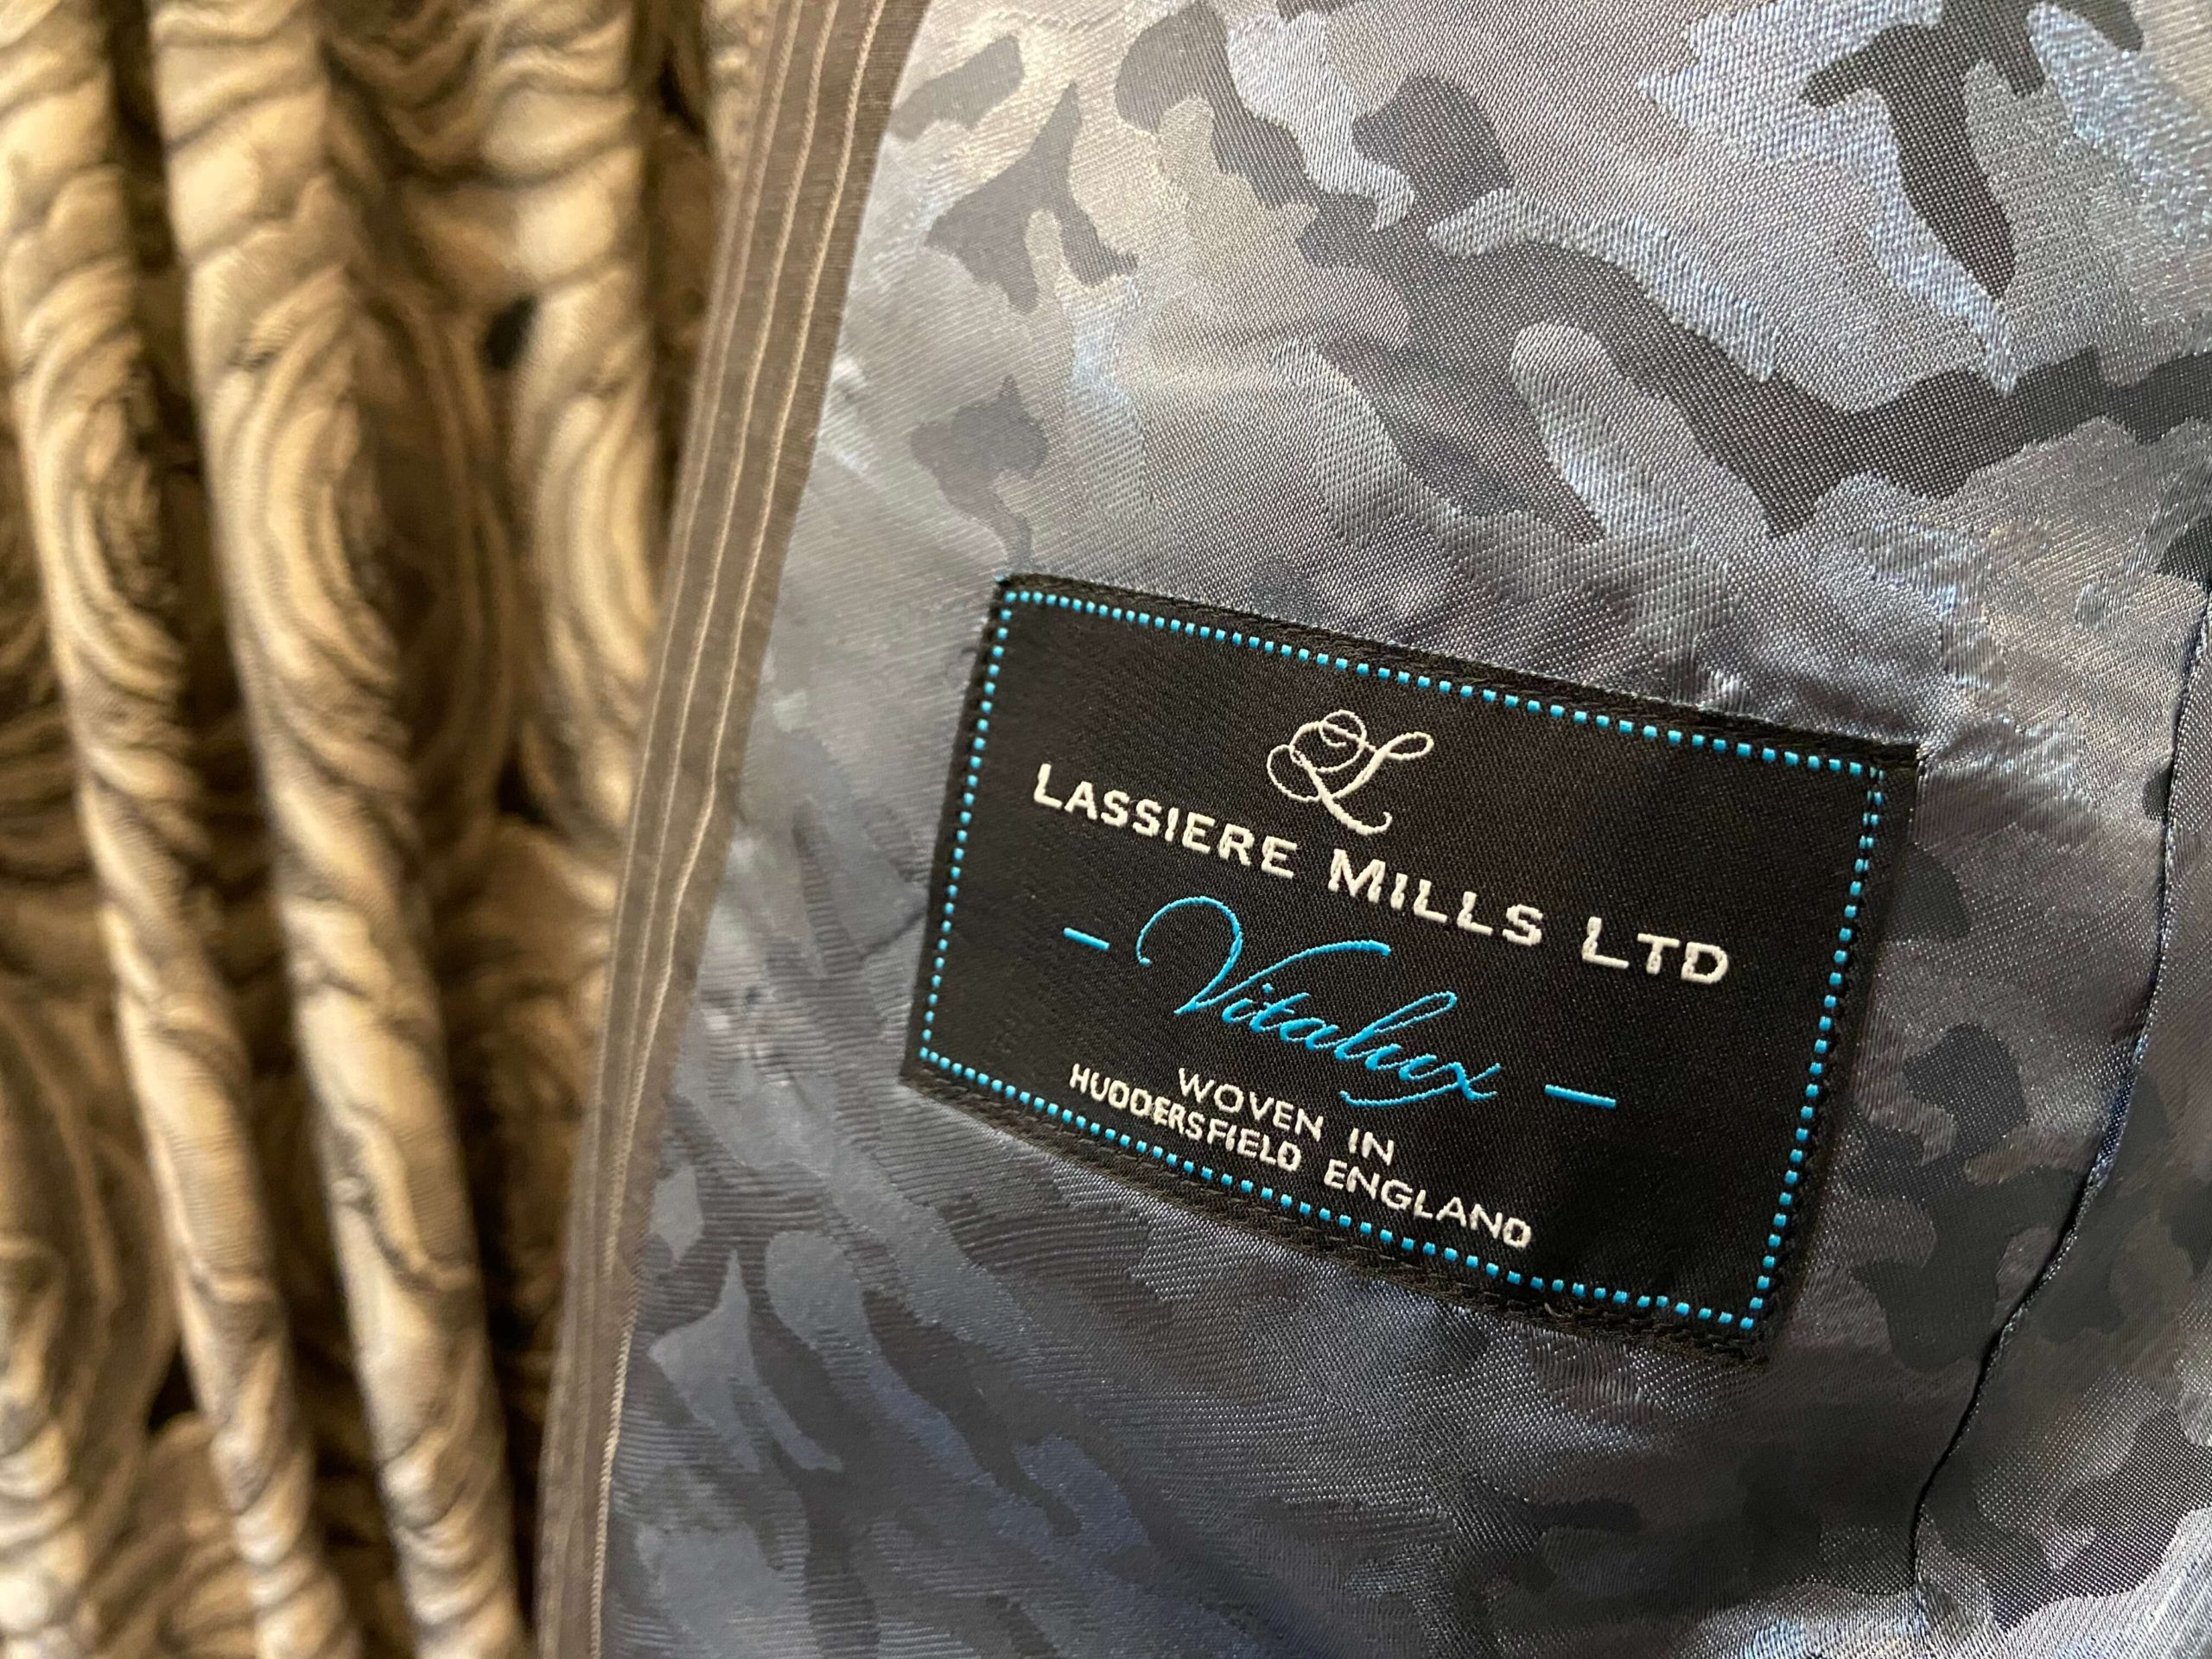 L
LASSIERE MILLS LTD
- Vitalux -
WOVEN IN
HUDDERSFIELD ENGLAND